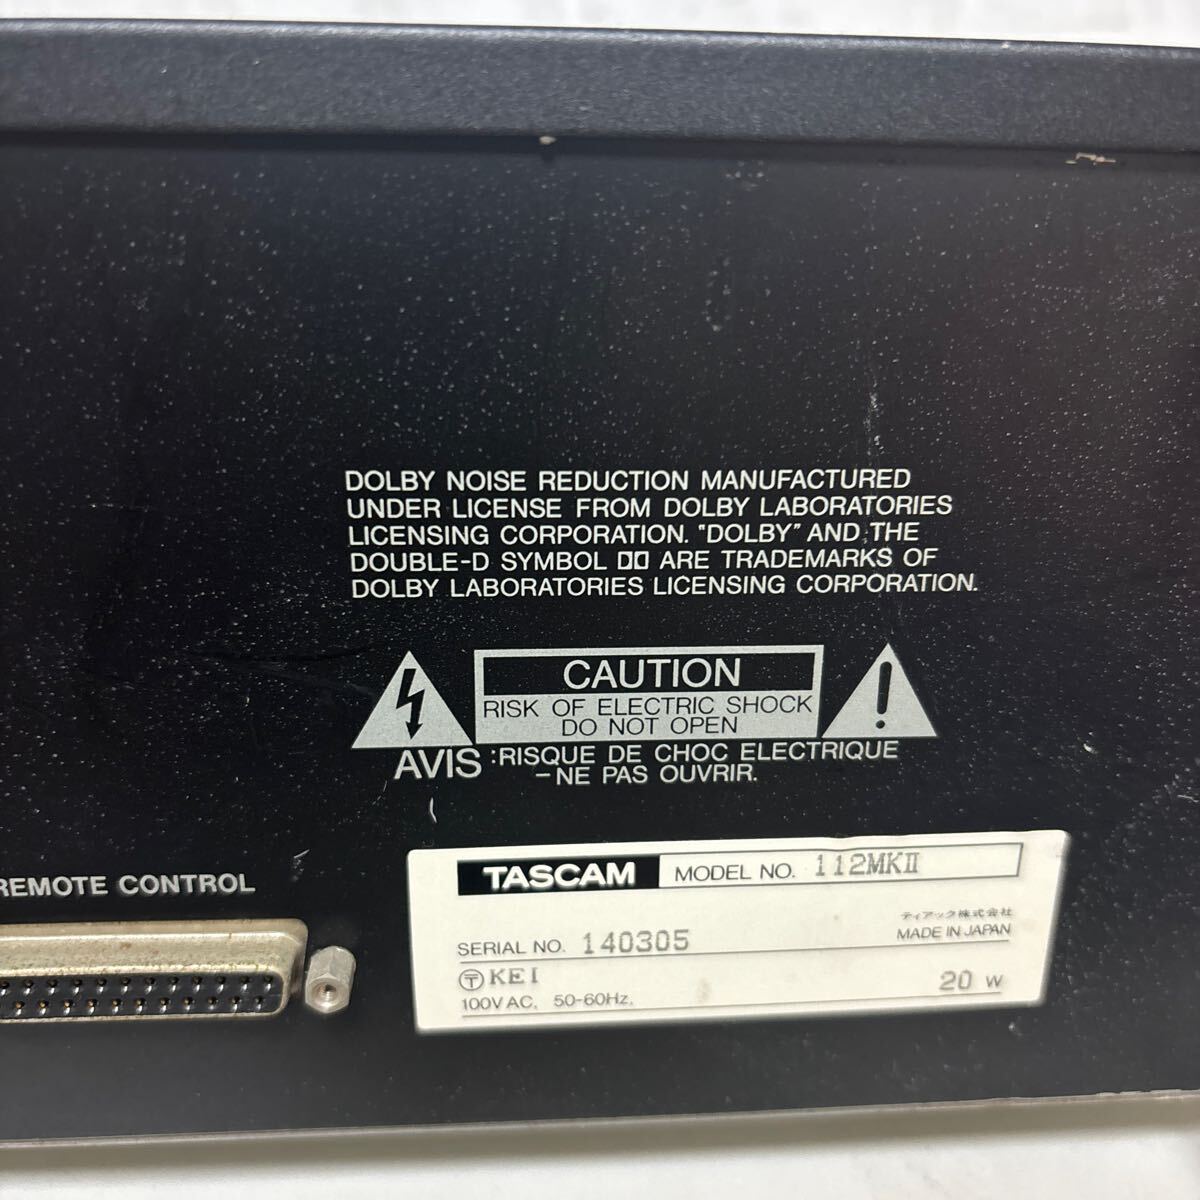 DOLBY NOISE REDUCTION MANUFACTURED
UNDER LICENSE FROM DOLBY LABORATORIES
LICENSING CORPORATION. "DOLBY" AND THE
DOUBLE-D SYMBOL ARE TRADEMARKS OF
DOLBY LABORATORIES LICENSING CORPORATION.
CAUTION
RISK OF ELECTRIC SHOCK
DO NOT OPEN
AVIS :RISQUE DE CHOC ELECTRIQUE
–NE PAS OUVRIR.
REMOTE CONTROL
TASCAM MODEL NO. 112MKⅡ
ティアック株式会社
SERIAL NO. 140305 MADE IN JAPAN
〶 KEI
100V AC, 50-60Hz, 20 W